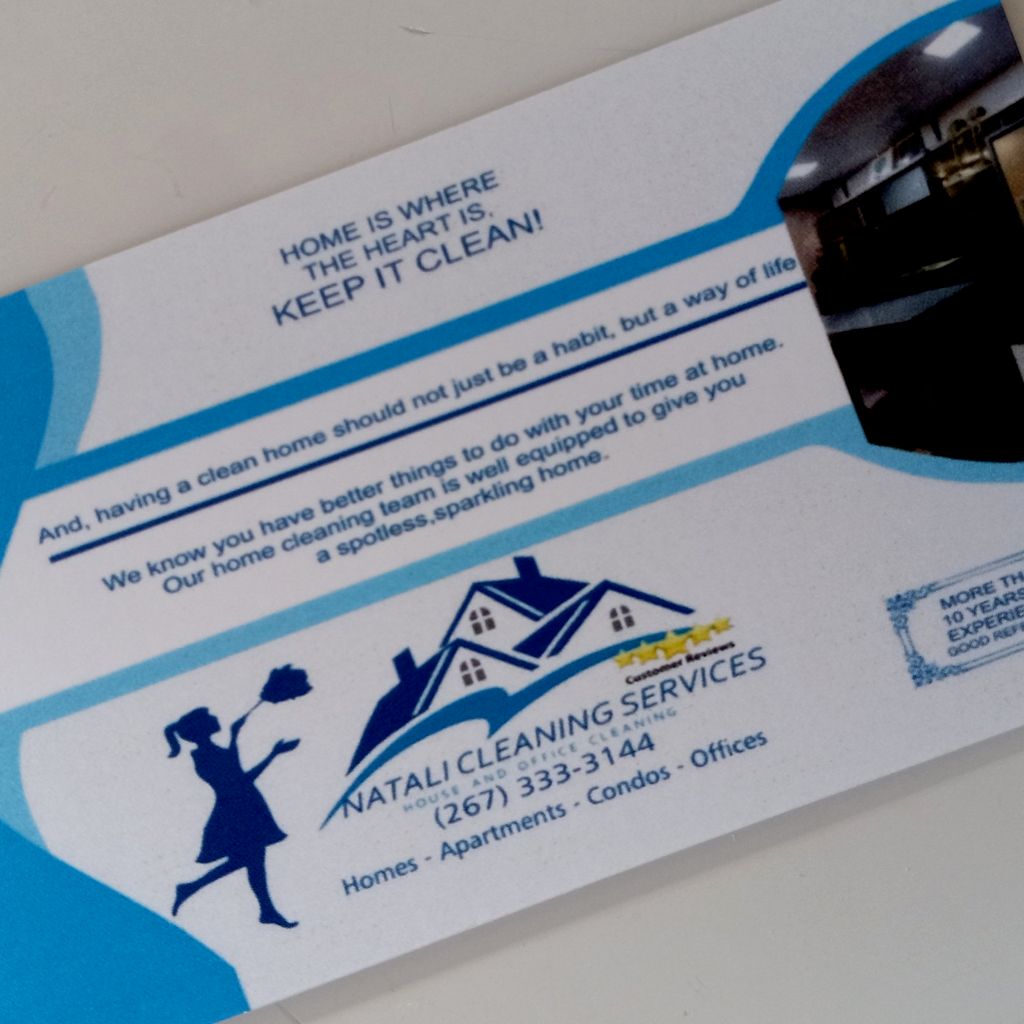 HOME IS WHERE
THE HEART IS.
KEEP IT CLEAN!
And, having a clean home should not just be a habit, but a way of life
We know you have better things to do with your time at home.
Our home cleaning team is well equipped to give you
a spotless,sparkling home.
Customer Reviews
NATALI CLEANING SERVICES
HOUSE AND OFFICE CLEANING
(267) 333-3144
Homes - Apartments - Condos - Offices
MORE
10 YEARS
GOOD